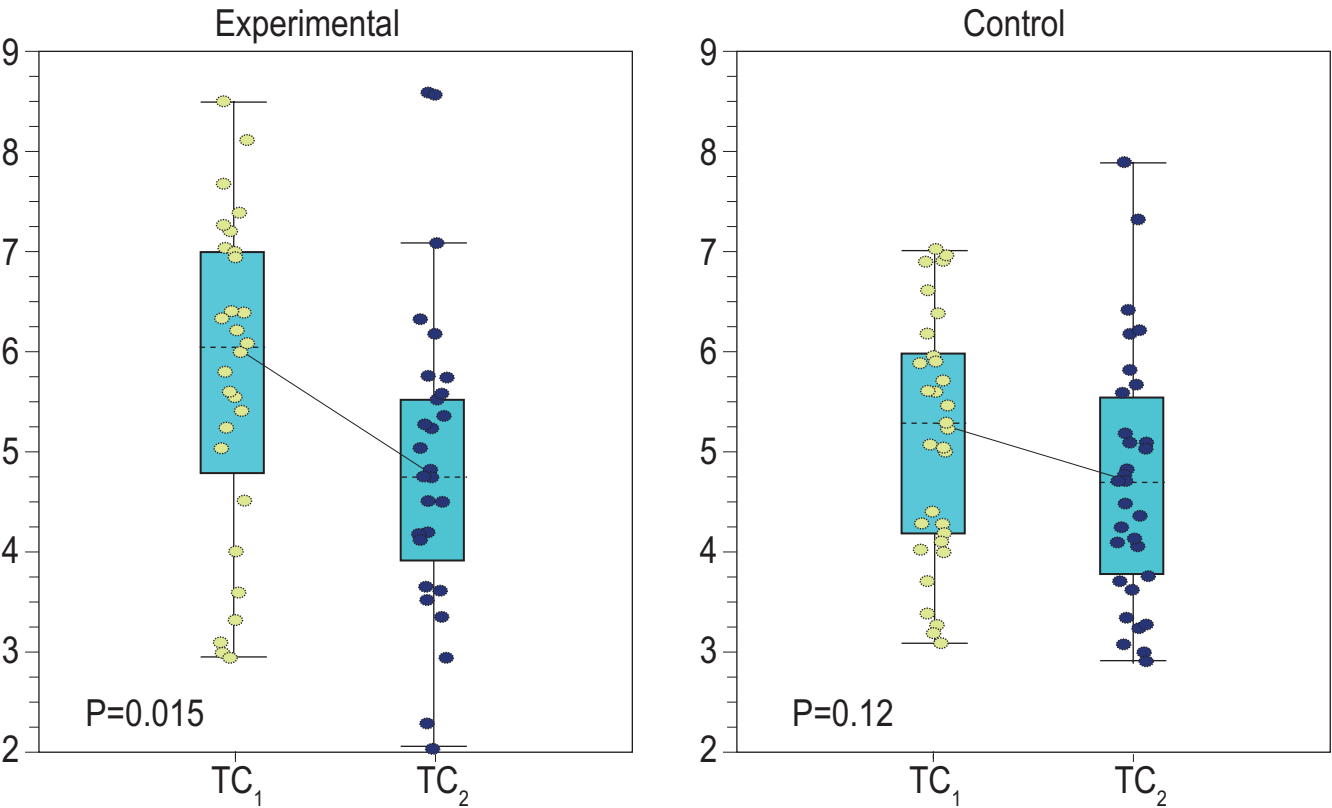 Experimental
9
8
7
6
5
4
3
2
P=0.015
TC₁
TC₂
Control
9
8
7
6
5
4
3
2
P=0.12
TC₁
TC₂